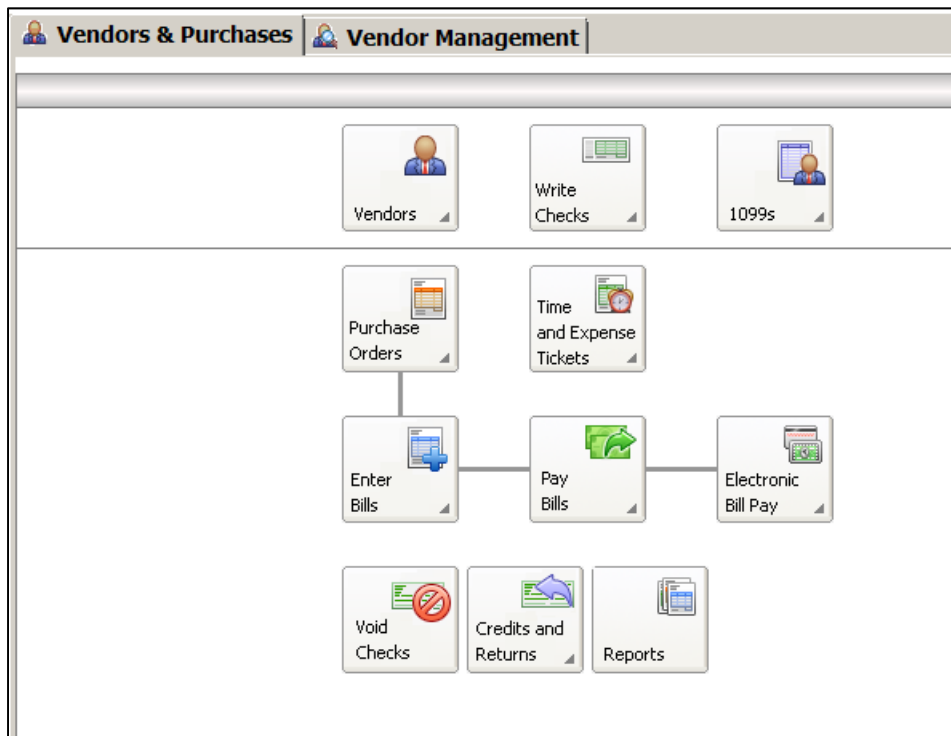 Vendors & Purchases
Vendor Management
Vendors
Write
Checks
1099s
Purchase
Orders
Time
and Expense
Tickets
Enter
Bills
Pay
Bills
Electronic
Bill Pay
Void
Checks
Credits and
Returns
Reports